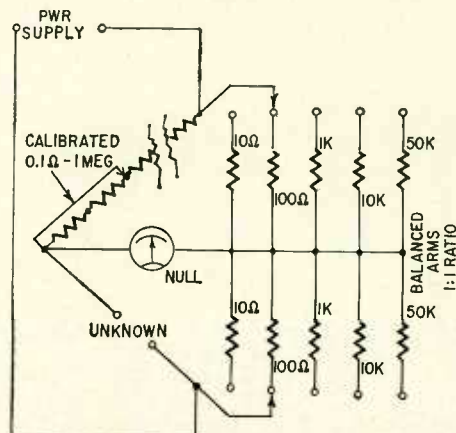 PWR
SUPPLY
CALIBRATED
0.1Ω-1MEG
10Ω
100Ω
1K
10K
50K
NULL
UNKNOWN
10Ω
100Ω
1K
10K
50K
BALANCED
ARMS
1:1 RATIO